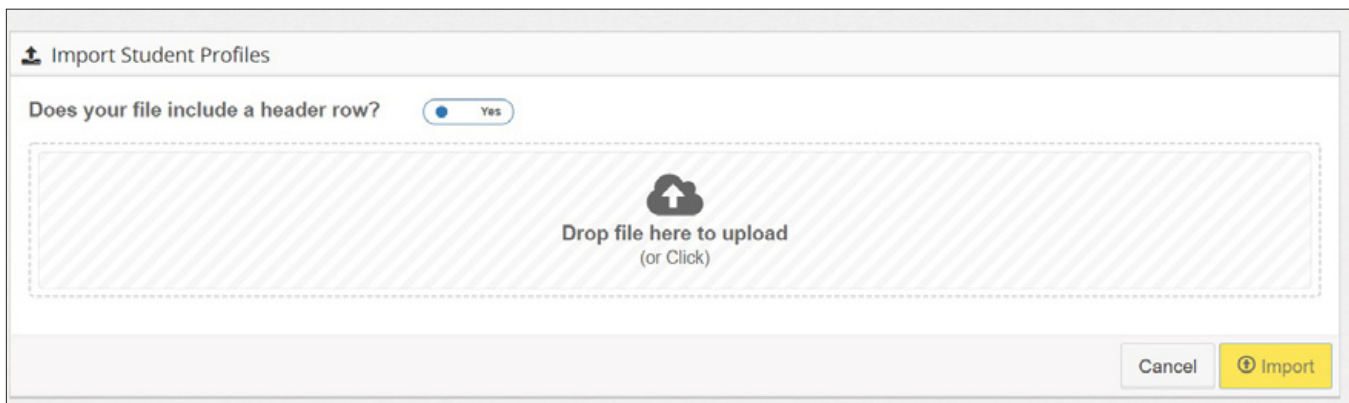 Import Student Profiles
Does your file include a header row? Yes
Drop file here to upload
(or Click)
Cancel Import